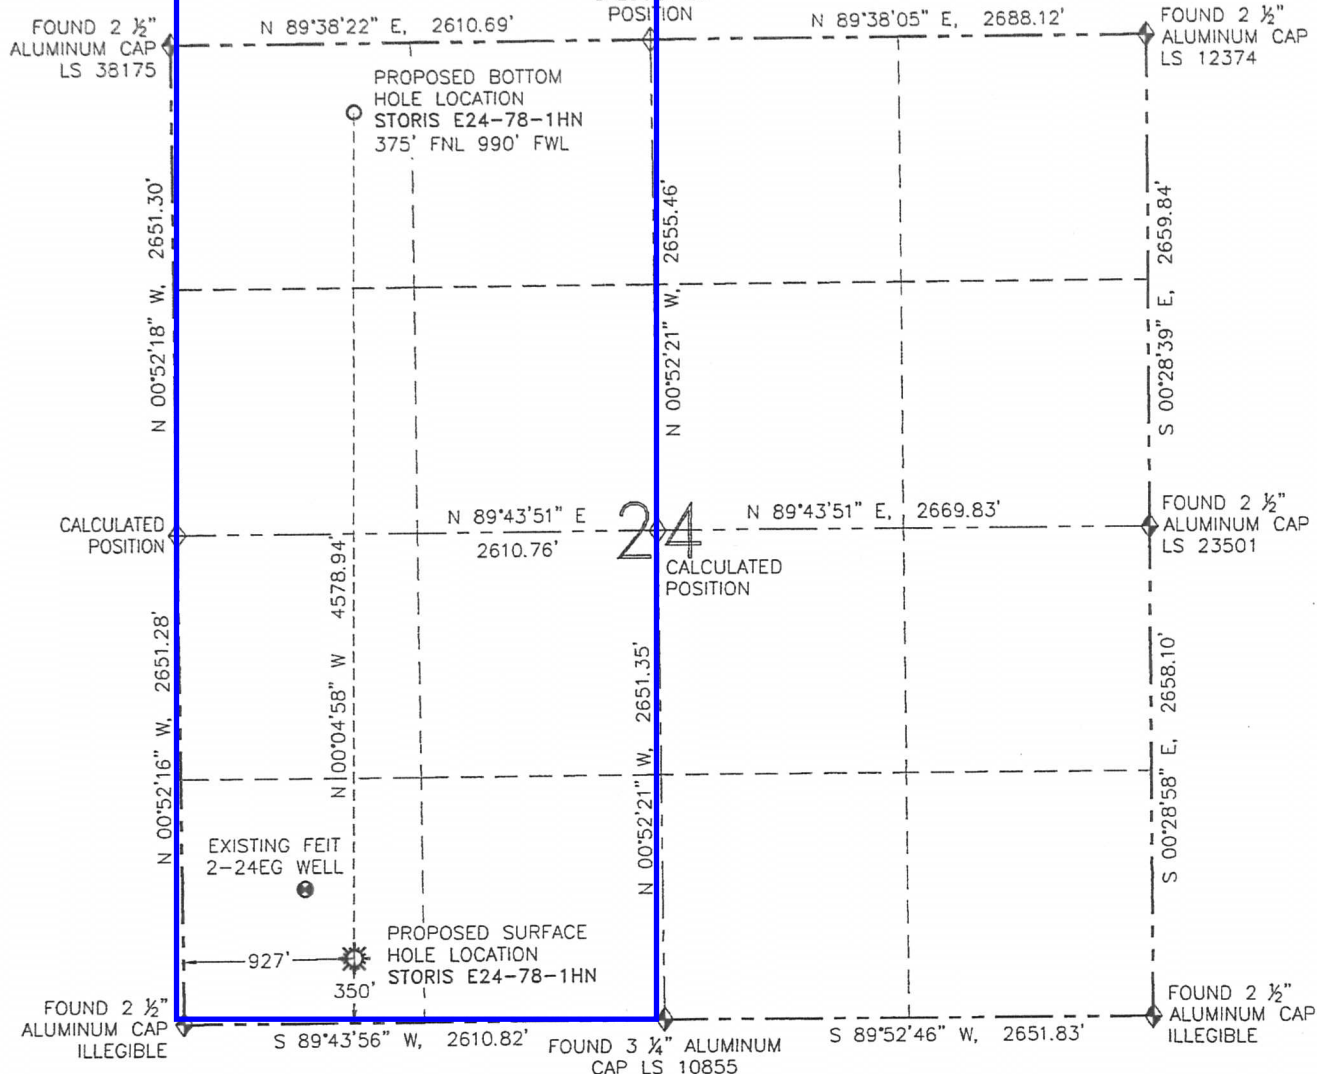 POSITION
FOUND 2 ½"
ALUMINUM CAP
LS 38175
N 89°38'22" E, 2610.69'
N 89°38'05" E, 2688.12'
FOUND 2 ½"
ALUMINUM CAP
LS 12374
PROPOSED BOTTOM
HOLE LOCATION
STORIS E24-78-1HN
375' FNL 990' FWL
N 00°52'18" W, 2651.30'
N 00°52'21" W, 2655.46'
S 00°28'39" E, 2659.84'
CALCULATED
POSITION
N 89°43'51" E
2610.76'
24
N 89°43'51" E, 2669.83'
CALCULATED
POSITION
FOUND 2 ½"
ALUMINUM CAP
LS 23501
N 00°52'16" W, 2651.28'
N 00°04'58" W 4578.94'
N 00°52'21" W, 2651.35'
S 00°28'58" E, 2658.10'
EXISTING FEIT
2-24EG WELL
927'
PROPOSED SURFACE
HOLE LOCATION
STORIS E24-78-1HN
350'
FOUND 2 ½"
ALUMINUM CAP
ILLEGIBLE
S 89°43'56" W, 2610.82'
FOUND 3 ¼" ALUMINUM
CAP LS 10855
S 89°52'46" W, 2651.83'
FOUND 2 ½"
ALUMINUM CAP
ILLEGIBLE